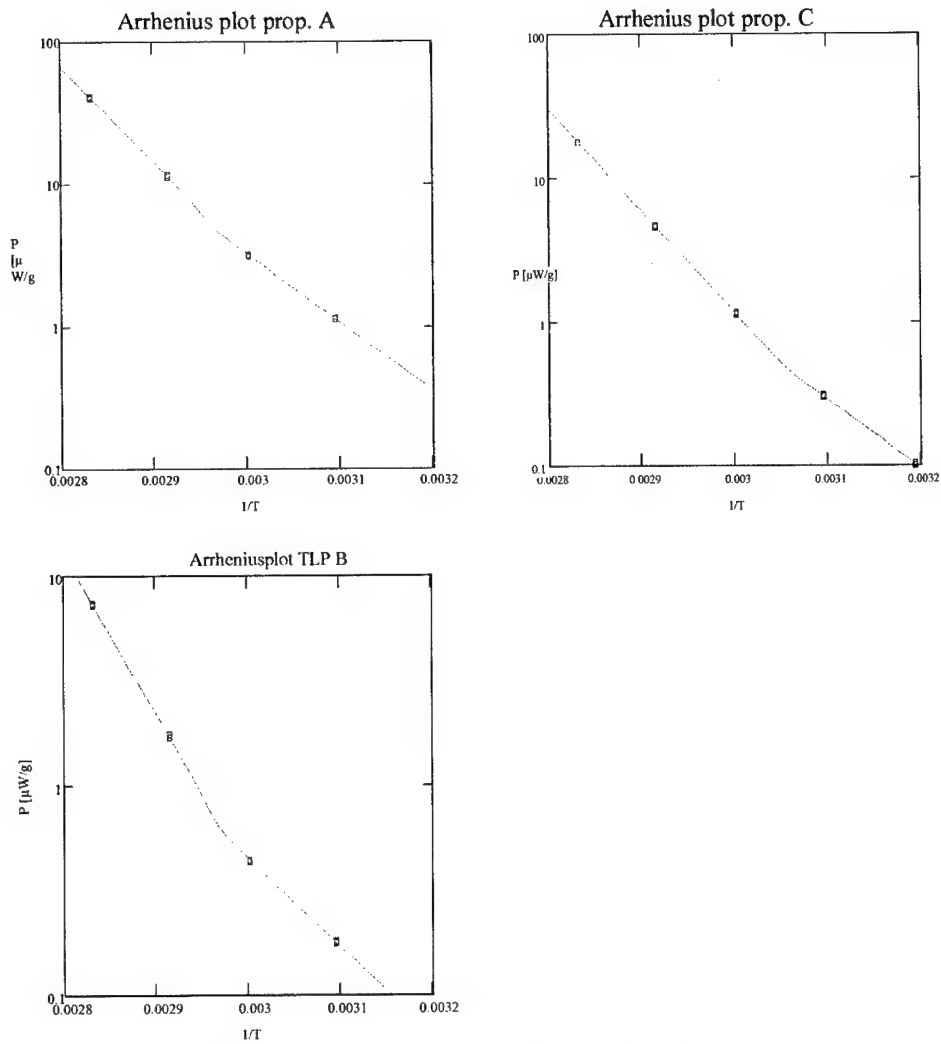 Arrhenius plot prop. A
100
10
P
[µ
W/g
1
0.1
0.0028 0.0029 0.003 0.0031 0.0032
1/T
Arrhenius plot prop. C
100
10
P [µW/g]
1
0.1
0.0028 0.0029 0.003 0.0031 0.0032
1/T
Arrheniusplot TLP B
10
P [µW/g]
1
0.1
0.0028 0.0029 0.003 0.0031 0.0032
1/T